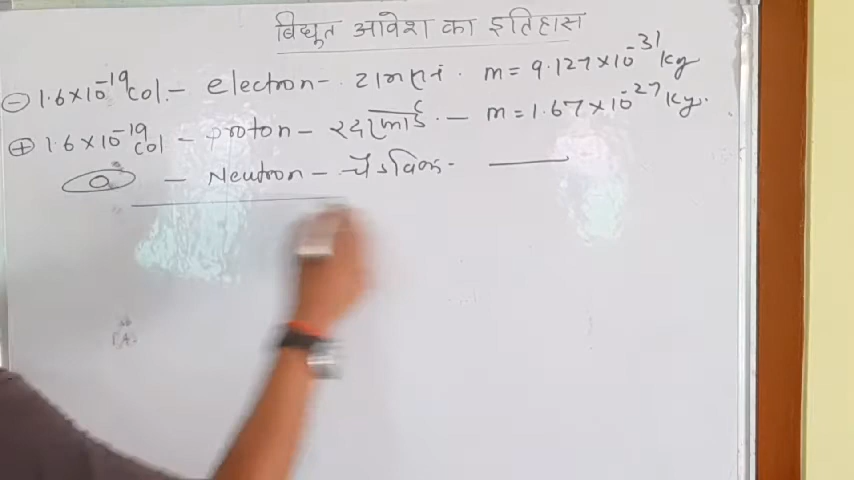 विधूत आवेश का इतिहास
⊖ 1.6×10⁻¹⁹ col. – electron – टामसन. m = 9.127×10⁻³¹ kg
⊕ 1.6×10⁻¹⁹ col – proton – रदरफोर्ड. – m = 1.67×10⁻²⁷ kg.
0 – Neutron – चैडविक. —